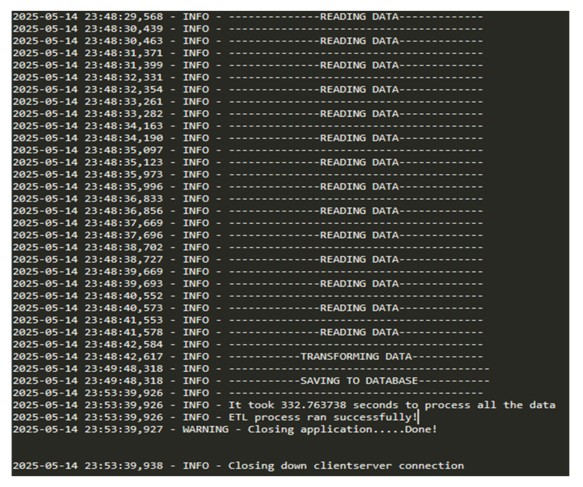 2025-05-14 23:48:29,568 - INFO - ---------------READING DATA--------------
2025-05-14 23:48:30,439 - INFO - ------------------------------------------
2025-05-14 23:48:30,463 - INFO - ---------------READING DATA--------------
2025-05-14 23:48:31,371 - INFO - ------------------------------------------
2025-05-14 23:48:31,399 - INFO - ---------------READING DATA--------------
2025-05-14 23:48:32,331 - INFO - ------------------------------------------
2025-05-14 23:48:32,354 - INFO - ---------------READING DATA--------------
2025-05-14 23:48:33,261 - INFO - ------------------------------------------
2025-05-14 23:48:33,282 - INFO - ---------------READING DATA--------------
2025-05-14 23:48:34,163 - INFO - ------------------------------------------
2025-05-14 23:48:34,190 - INFO - ---------------READING DATA--------------
2025-05-14 23:48:35,097 - INFO - ------------------------------------------
2025-05-14 23:48:35,123 - INFO - ---------------READING DATA--------------
2025-05-14 23:48:35,973 - INFO - ------------------------------------------
2025-05-14 23:48:35,996 - INFO - ---------------READING DATA--------------
2025-05-14 23:48:36,833 - INFO - ------------------------------------------
2025-05-14 23:48:36,856 - INFO - ---------------READING DATA--------------
2025-05-14 23:48:37,669 - INFO - ------------------------------------------
2025-05-14 23:48:37,696 - INFO - ---------------READING DATA--------------
2025-05-14 23:48:38,702 - INFO - ------------------------------------------
2025-05-14 23:48:38,727 - INFO - ---------------READING DATA--------------
2025-05-14 23:48:39,669 - INFO - ------------------------------------------
2025-05-14 23:48:39,693 - INFO - ---------------READING DATA--------------
2025-05-14 23:48:40,552 - INFO - ------------------------------------------
2025-05-14 23:48:40,573 - INFO - ---------------READING DATA--------------
2025-05-14 23:48:41,553 - INFO - ------------------------------------------
2025-05-14 23:48:41,578 - INFO - ---------------READING DATA--------------
2025-05-14 23:48:42,584 - INFO - ------------------------------------------
2025-05-14 23:48:42,617 - INFO - ------------TRANSFORMING DATA------------
2025-05-14 23:49:48,318 - INFO - -------------------------------------------
2025-05-14 23:49:48,318 - INFO - ------------SAVING TO DATABASE------------
2025-05-14 23:53:39,926 - INFO - ------------------------------------------
2025-05-14 23:53:39,926 - INFO - It took 332.763738 seconds to process all the data
2025-05-14 23:53:39,926 - INFO - ETL process ran successfully!
2025-05-14 23:53:39,927 - WARNING - Closing application.....Done!
2025-05-14 23:53:39,938 - INFO - Closing down clientserver connection